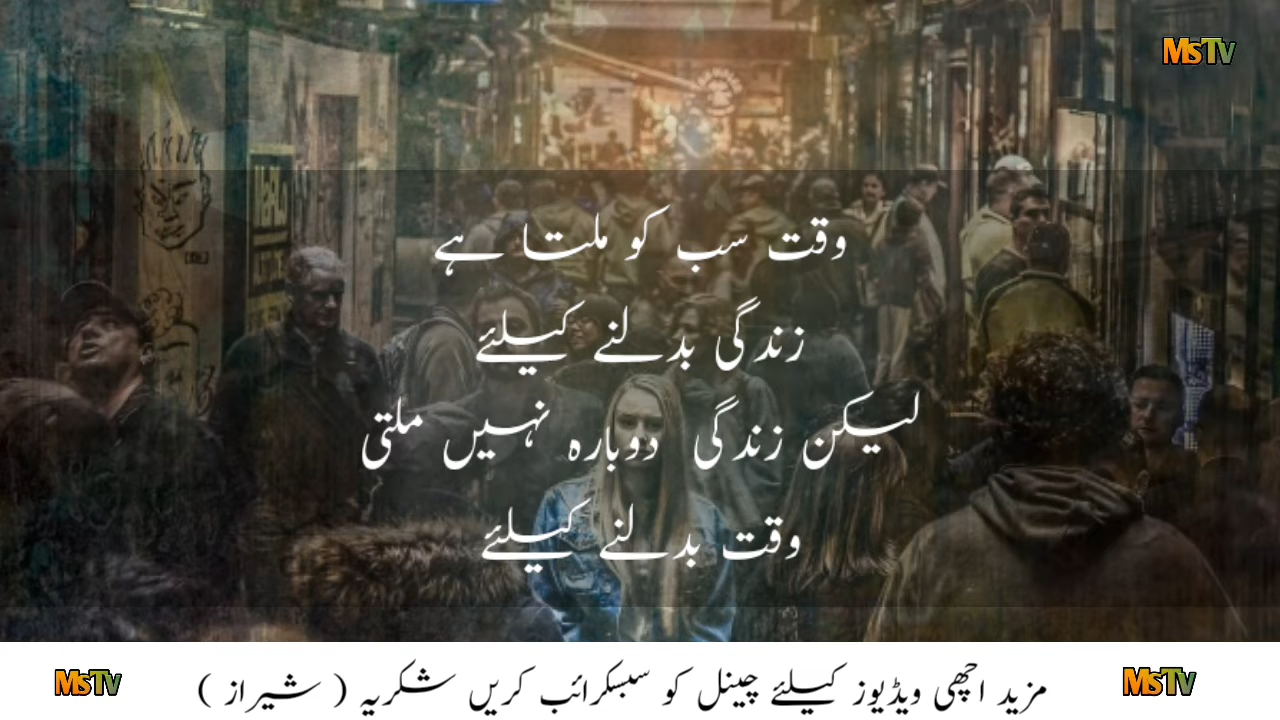 MsTv
وقت سب کو ملتا ہے
زندگی بدلنے کیلئے
لیکن زندگی دوبارہ نہیں ملتی
وقت بدلنے کیلئے
MsTv
مزید اچھی ویڈیوز کیلئے چینل کو سبسکرائب کریں شکریہ ( شیراز )
MsTv